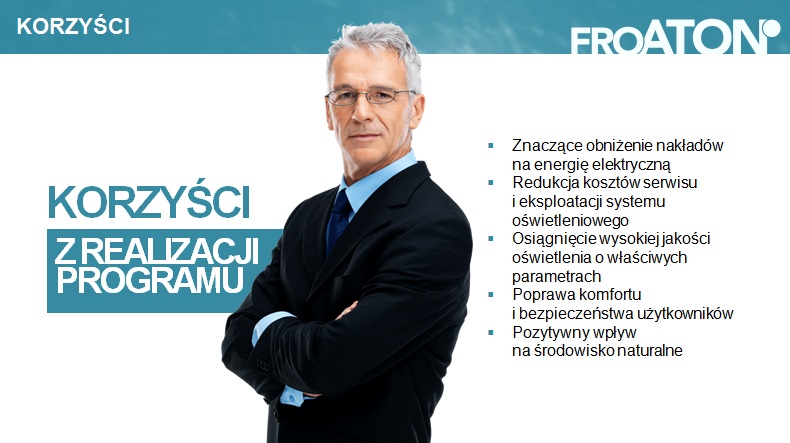 KORZYŚCI
FROATON
KORZYŚCI
Z REALIZACJI
PROGRAMU
▪ Znaczące obniżenie nakładów
na energię elektryczną
▪ Redukcja kosztów serwisu
i eksploatacji systemu
oświetleniowego
▪ Osiągnięcie wysokiej jakości
oświetlenia o właściwych
parametrach
▪ Poprawa komfortu
i bezpieczeństwa użytkowników
▪ Pozytywny wpływ
na środowisko naturalne